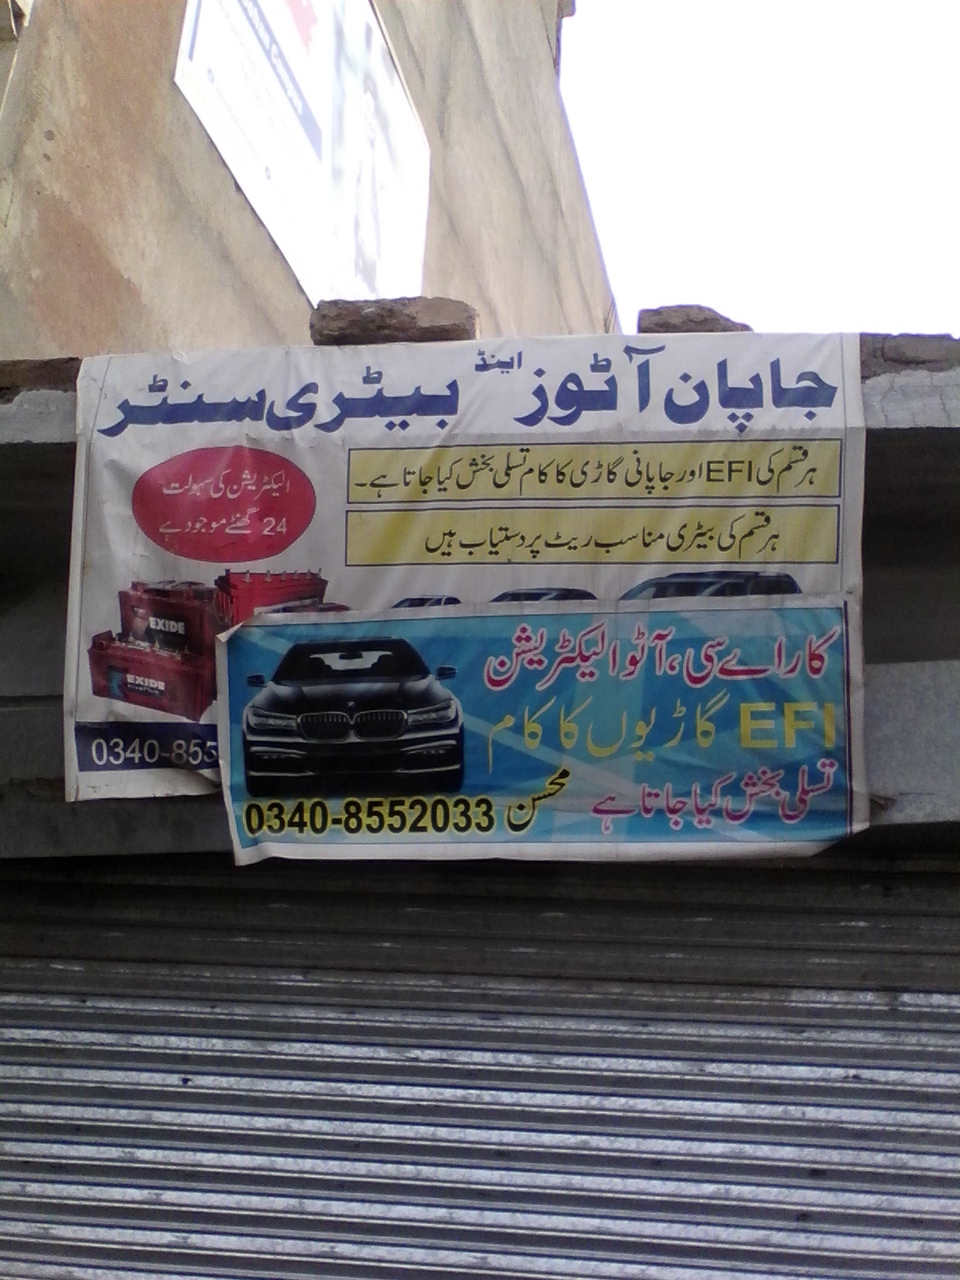 جاپان آٹوز اینڈ بیٹری سنٹر
ہر قسم کی EFI اور جاپانی گاڑی کا کام تسلی بخش کیا جاتا ہے۔
ہر قسم کی بیٹری مناسب ریٹ پر دستیاب ہیں
الیکٹریشن کی سہولت
24 گھنٹے موجود ہے
EXIDE
EXIDE
0340-855
کار اے سی، آٹو الیکٹریشن
EFI گاڑیوں کا کام
تسلی بخش کیا جاتا ہے
محسن 0340-8552033